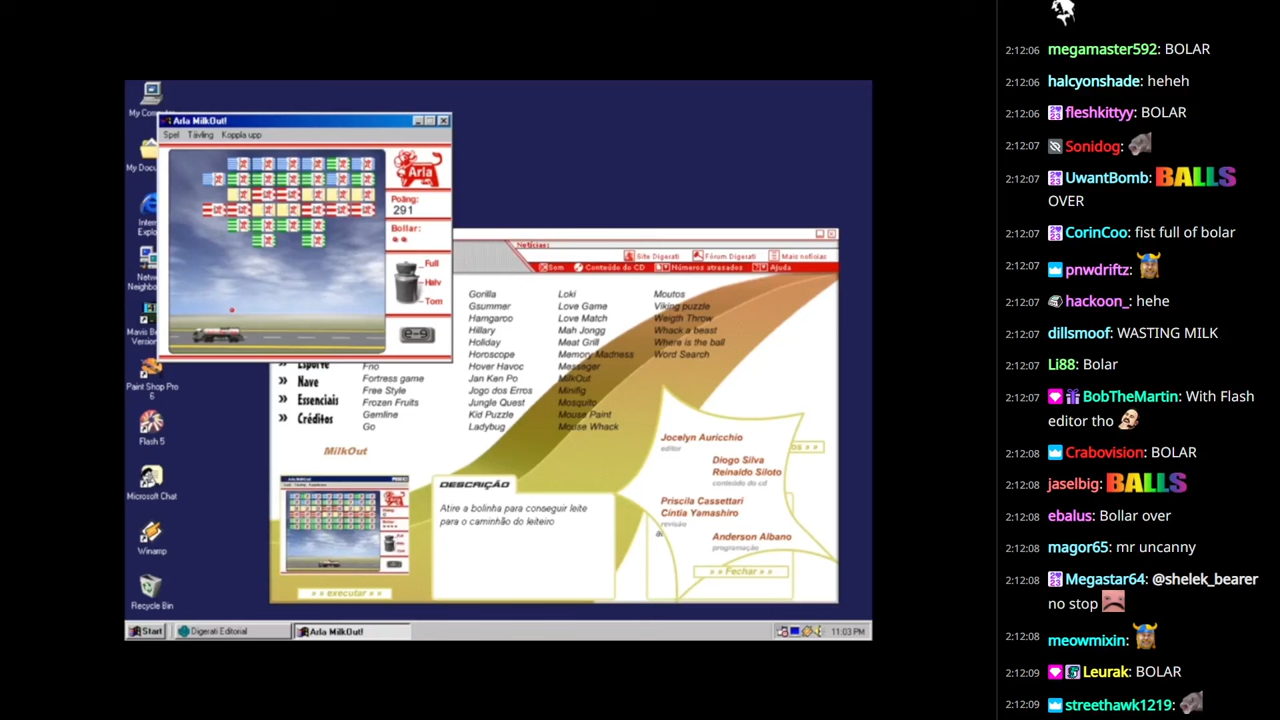 My Computer
Arla MilkOut!
Spel Tävling Koppla upp
Arla
Poäng:
291
Bollar:
Full
Halv
Tom
Paint Shop Pro
6
Flash 5
Microsoft Chat
Winamp
Recycle Bin
Notícias:
Site Digerati Fórum Digerati Mais notícias
Som Conteúdo do CD Números atrasados Ajuda
Gorilla
Gsummer
Hamgaroo
Hillary
Holiday
Horoscope
Hover Havoc
Jan Ken Po
Jogo dos Erros
Jungle Quest
Kid Puzzle
Ladybug
Loki
Love Game
Love Match
Mah Jongg
Meat Grill
Memory Madness
Messager
MilkOut
Minifig
Mosquito
Mouse Paint
Mouse Whack
Moutos
Viking puzzle
Weigth Throw
Whack a beast
Where is the ball
Word Search
» Esporte
» Nave
» Essenciais
» Créditos
Frio
Fortress game
Free Style
Frozen Fruits
Gemline
Go
MilkOut
» » executar » »
DESCRIÇÃO
Atire a bolinha para conseguir leite
para o caminhão do leiteiro
Jocelyn Auricchio
editor
Diogo Silva
Reinaldo Siloto
conteúdo do cd
Priscila Cassettari
Cintia Yamashiro
revisão
Anderson Albano
programação
» » Fechar » »
Start Digerati Editorial Arla MilkOut! 11:03 PM
2:12:06 megamaster592: BOLAR
2:12:06 halcyonshade: heheh
2:12:06 fleshkittyy: BOLAR
2:12:07 Sonidog:
2:12:07 UwantBomb: BALLS
OVER
2:12:07 CorinCoo: fist full of bolar
2:12:07 pnwdriftz:
2:12:07 hackoon_: hehe
2:12:07 dillsmoof: WASTING MILK
2:12:07 Li88: Bolar
2:12:07 BobTheMartin: With Flash
editor tho
2:12:08 Crabovision: BOLAR
2:12:08 jaselbig: BALLS
2:12:08 ebalus: Bollar over
2:12:08 magor65: mr uncanny
2:12:08 Megastar64: @shelek_bearer
no stop
2:12:08 meowmixin:
2:12:09 Leurak: BOLAR
2:12:09 streethawk1219: